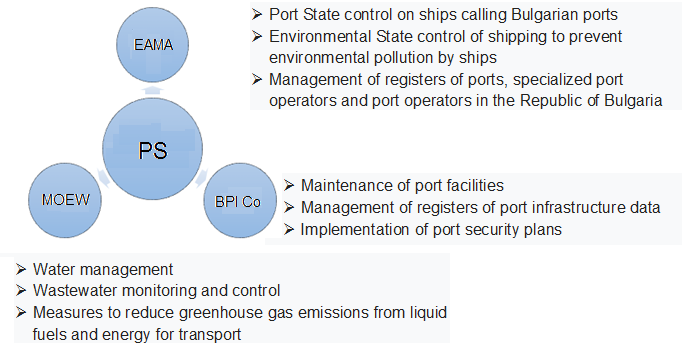 EAMA
➢ Port State control on ships calling Bulgarian ports
➢ Environmental State control of shipping to prevent
environmental pollution by ships
➢ Management of registers of ports, specialized port
operators and port operators in the Republic of Bulgaria
PS
MOEW
BPI Co
➢ Maintenance of port facilities
➢ Management of registers of port infrastructure data
➢ Implementation of port security plans
➢ Water management
➢ Wastewater monitoring and control
➢ Measures to reduce greenhouse gas emissions from liquid
fuels and energy for transport